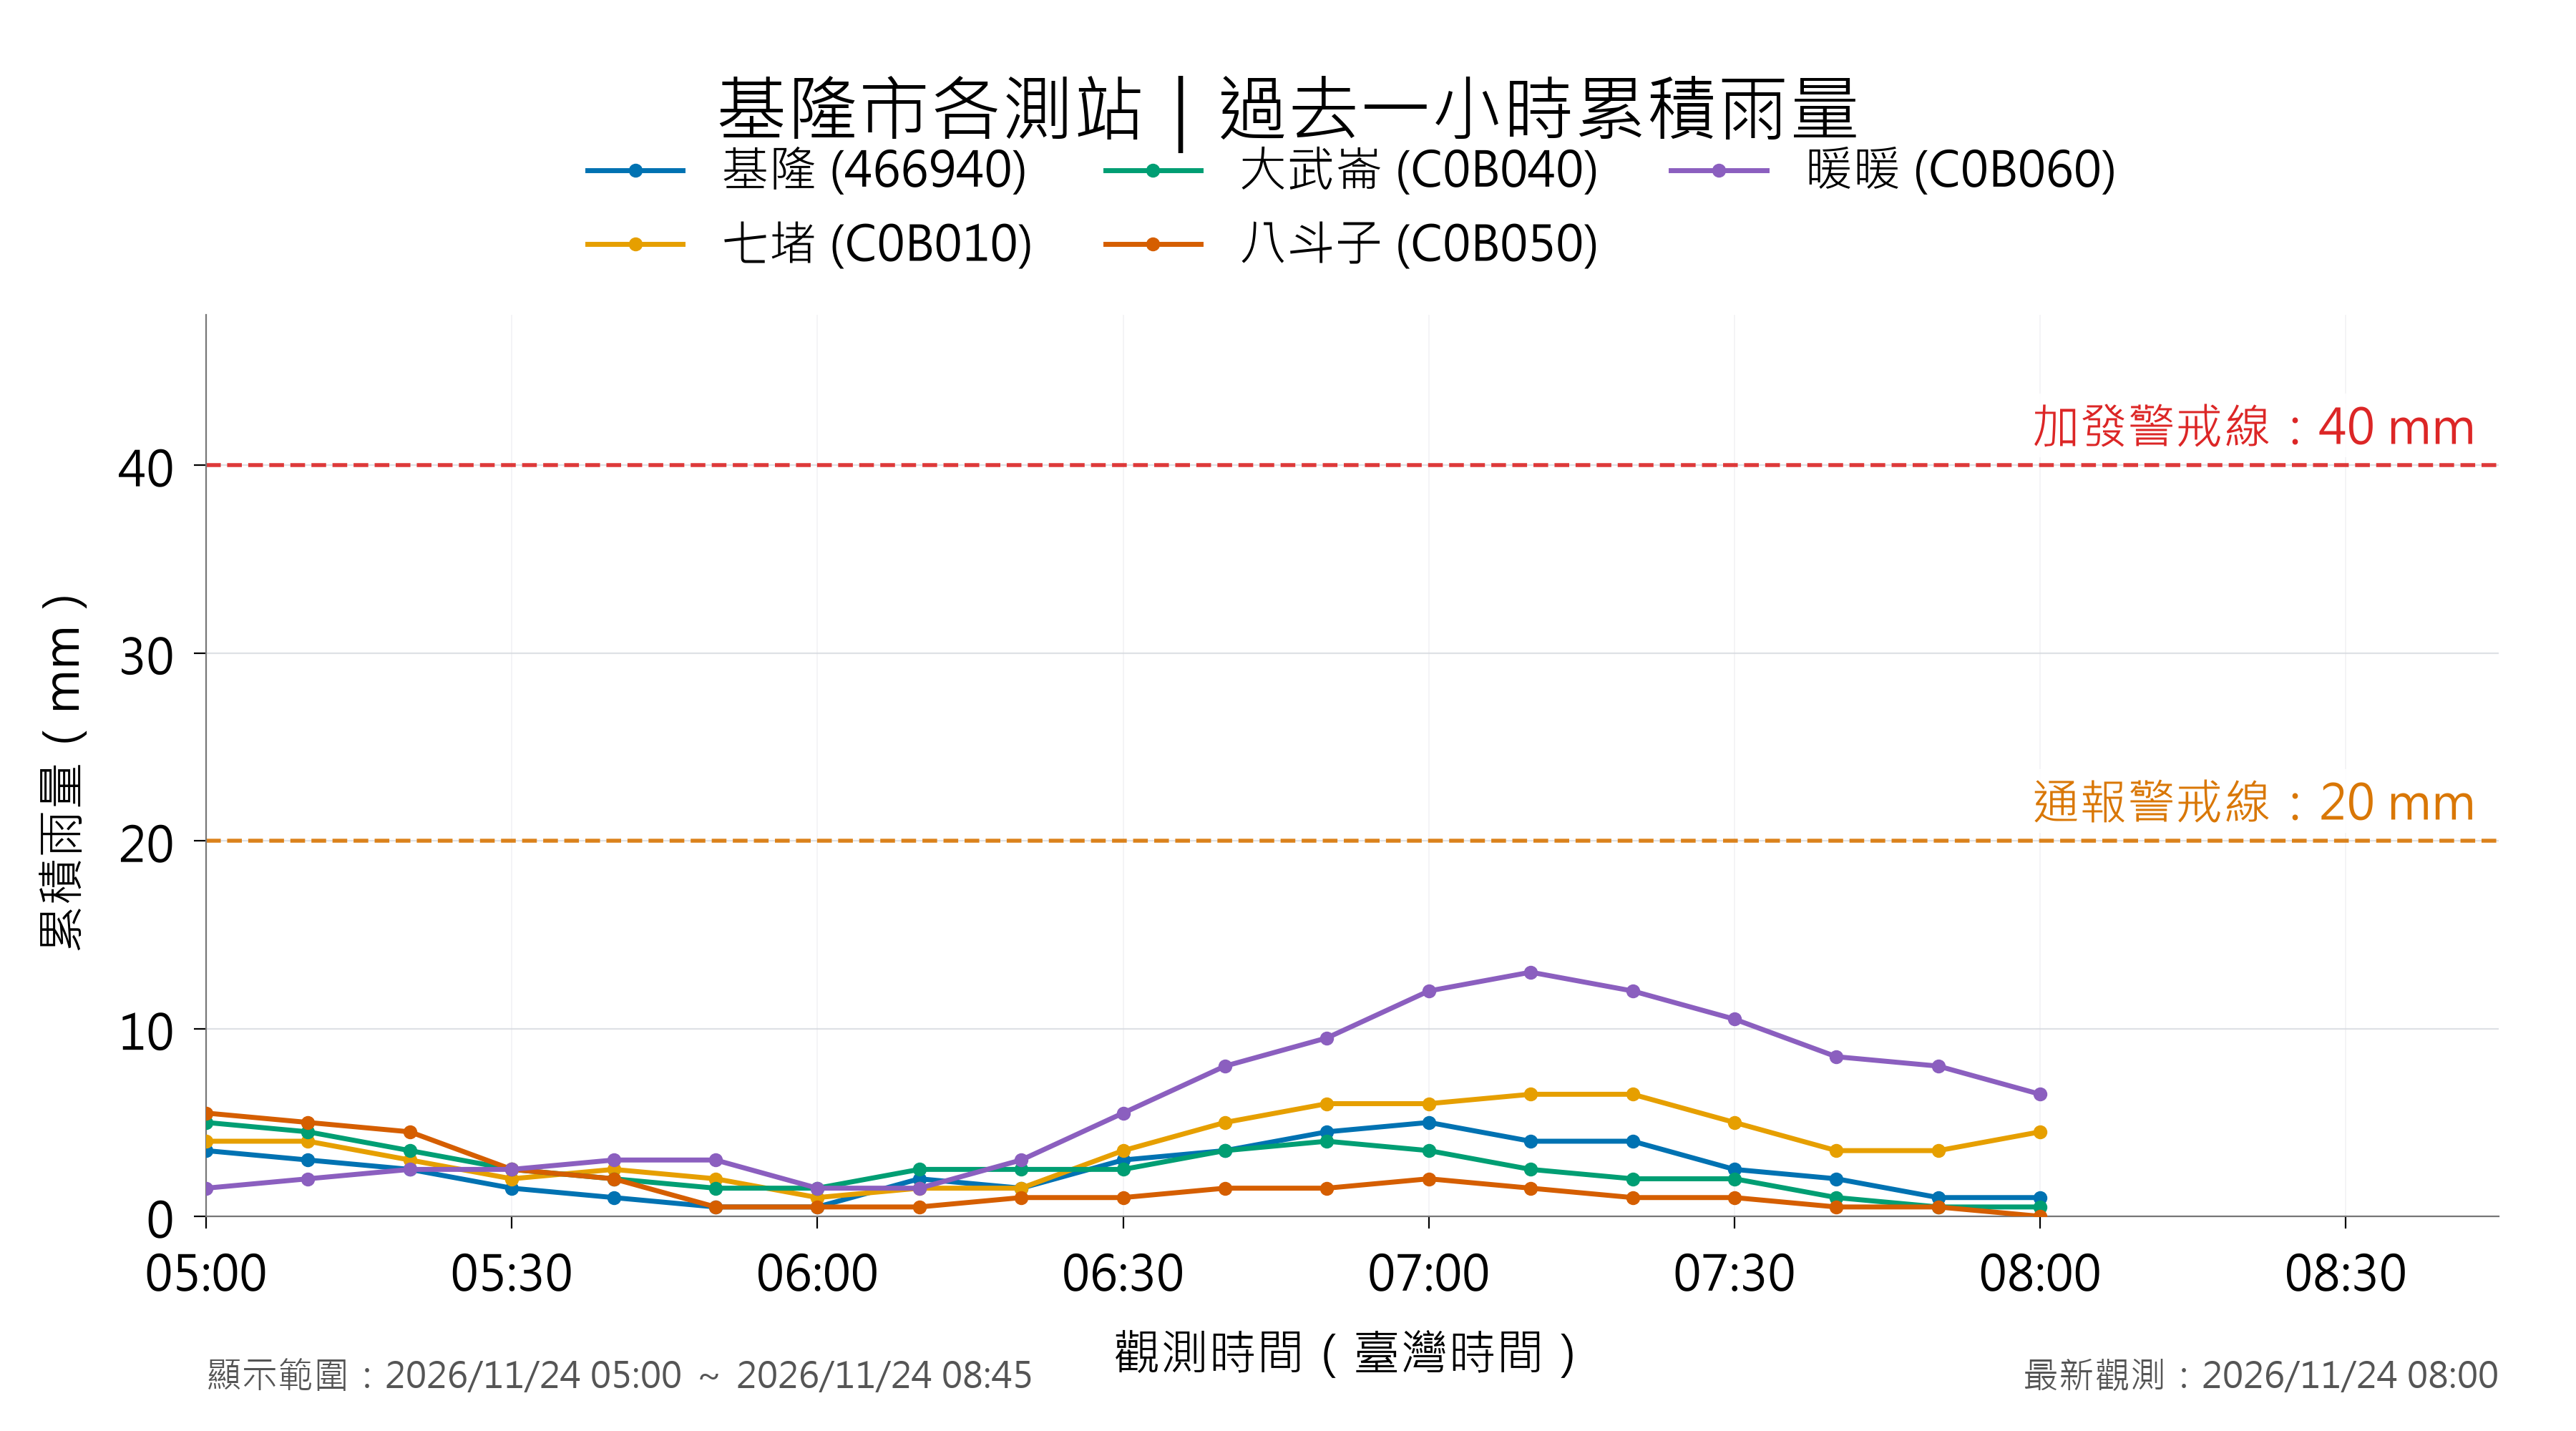 基隆市各測站｜過去一小時累積雨量
基隆 (466940)
大武崙 (C0B040)
暖暖 (C0B060)
七堵 (C0B010)
八斗子 (C0B050)
累積雨量（mm）
40
30
20
10
0
加發警戒線：40 mm
通報警戒線：20 mm
05:00 05:30 06:00 06:30 07:00 07:30 08:00 08:30
觀測時間（臺灣時間）
顯示範圍：2026/11/24 05:00 ~ 2026/11/24 08:45
最新觀測：2026/11/24 08:00